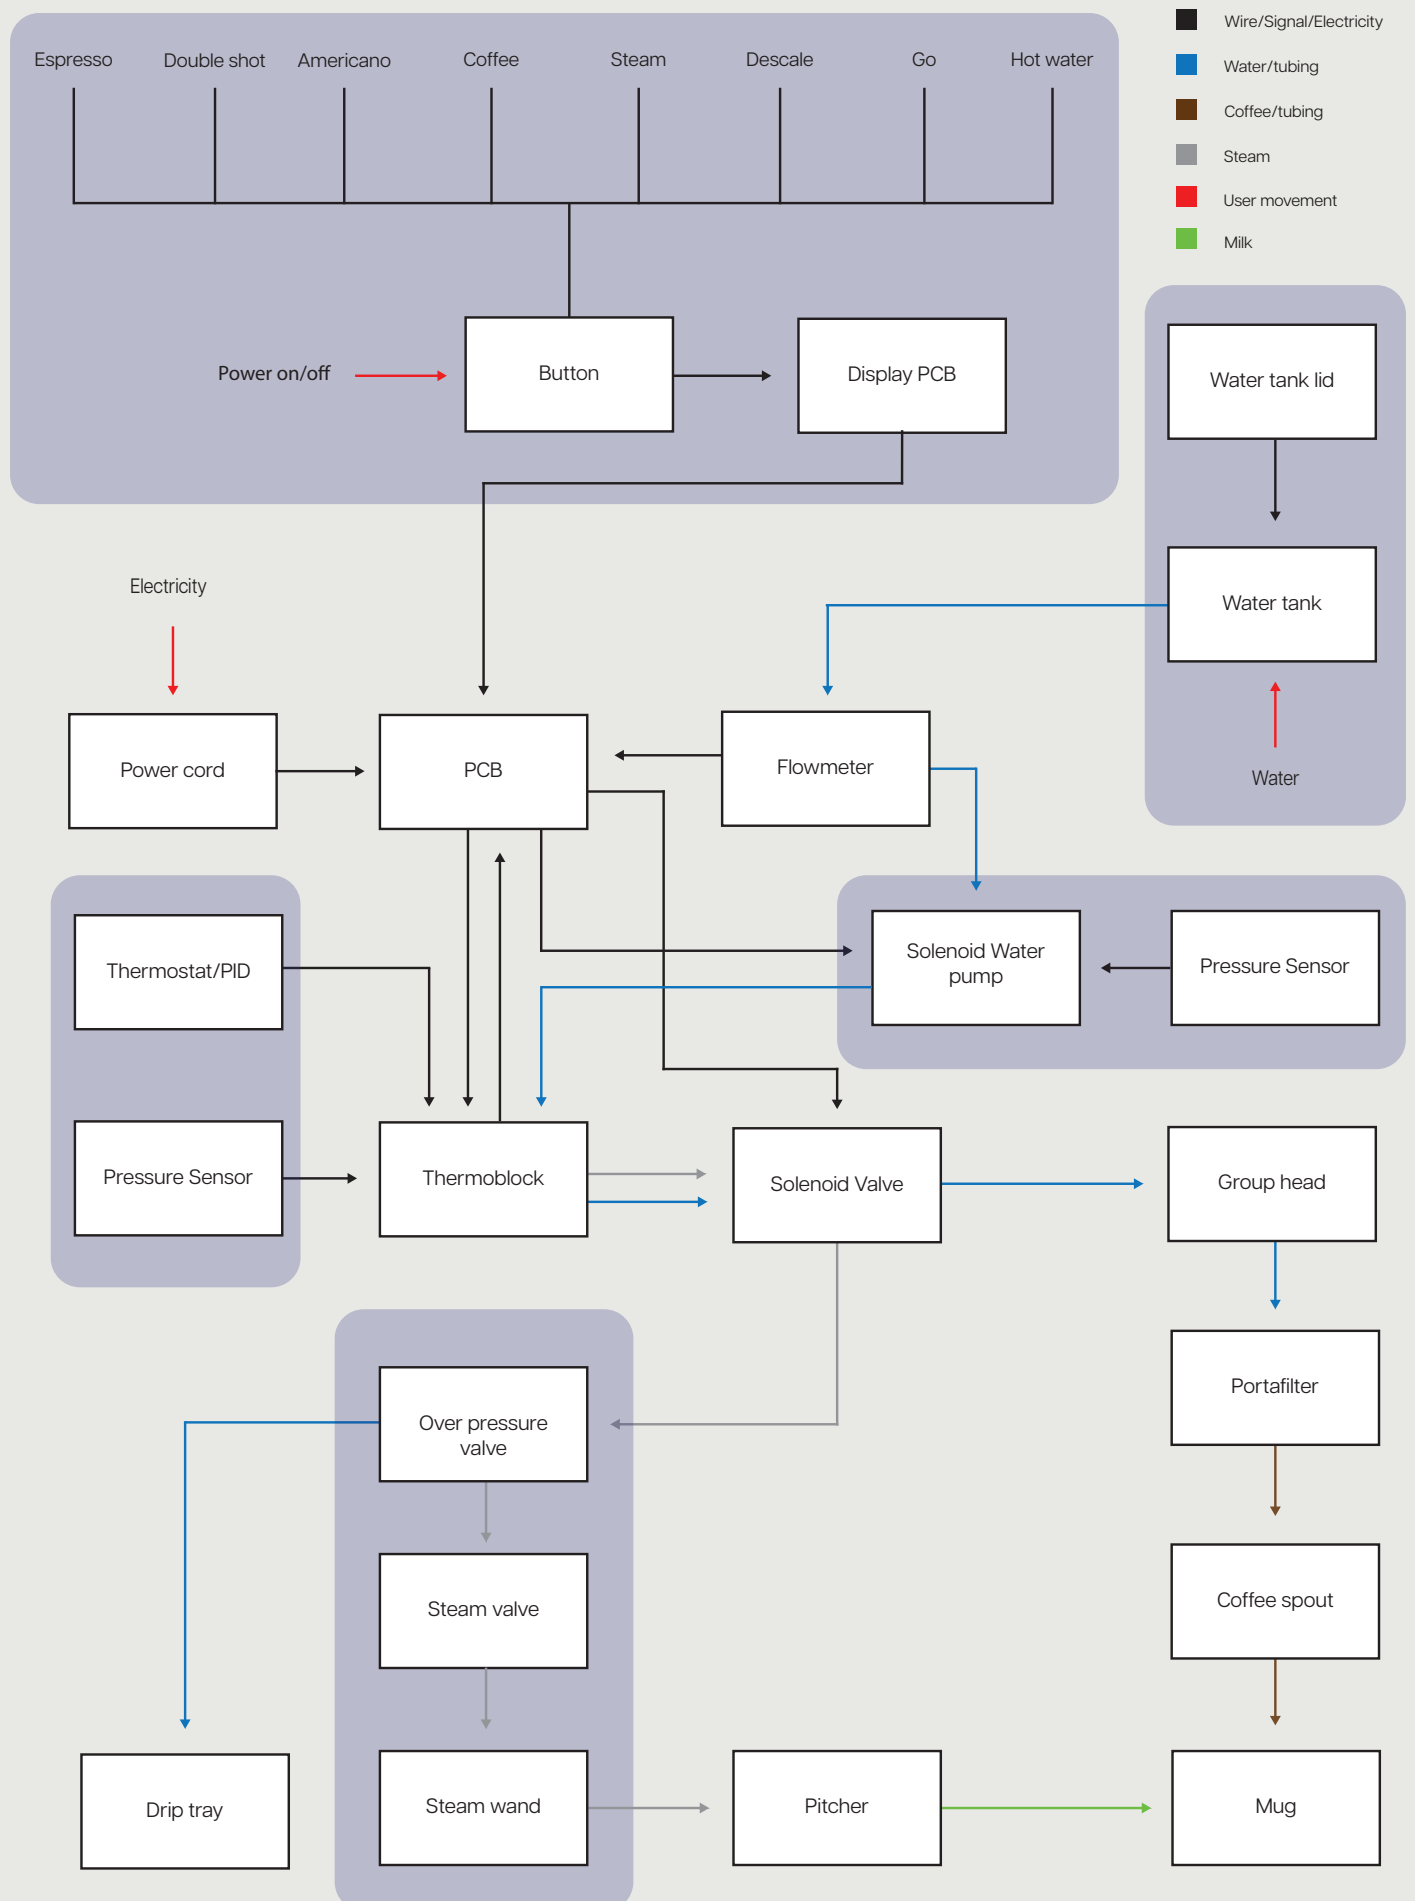 Wire/Signal/Electricity
Water/tubing
Coffee/tubing
Steam
User movement
Milk
Espresso
Double shot
Americano
Coffee
Steam
Descale
Go
Hot water
Power on/off
Button
Display PCB
Water tank lid
Water tank
Water
Electricity
Power cord
PCB
Flowmeter
Thermostat/PID
Solenoid Water
pump
Pressure Sensor
Pressure Sensor
Thermoblock
Solenoid Valve
Group head
Over pressure
valve
Portafilter
Steam valve
Coffee spout
Drip tray
Steam wand
Pitcher
Mug